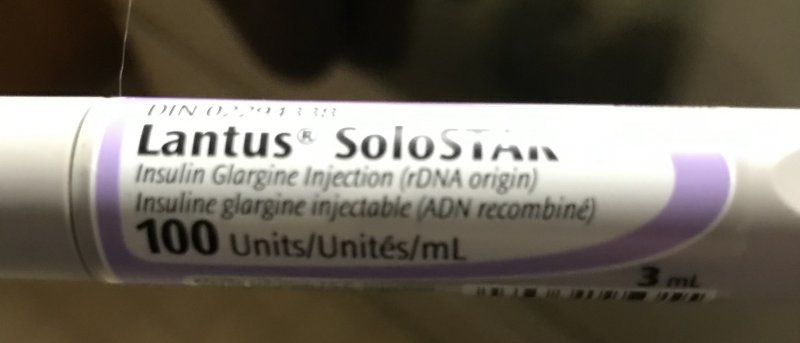 DIN 02294338
Lantus® SoloSTAR
Insulin Glargine Injection (rDNA origin)
Insuline glargine injectable (ADN recombiné)
100 Units/Unités/mL
3 mL